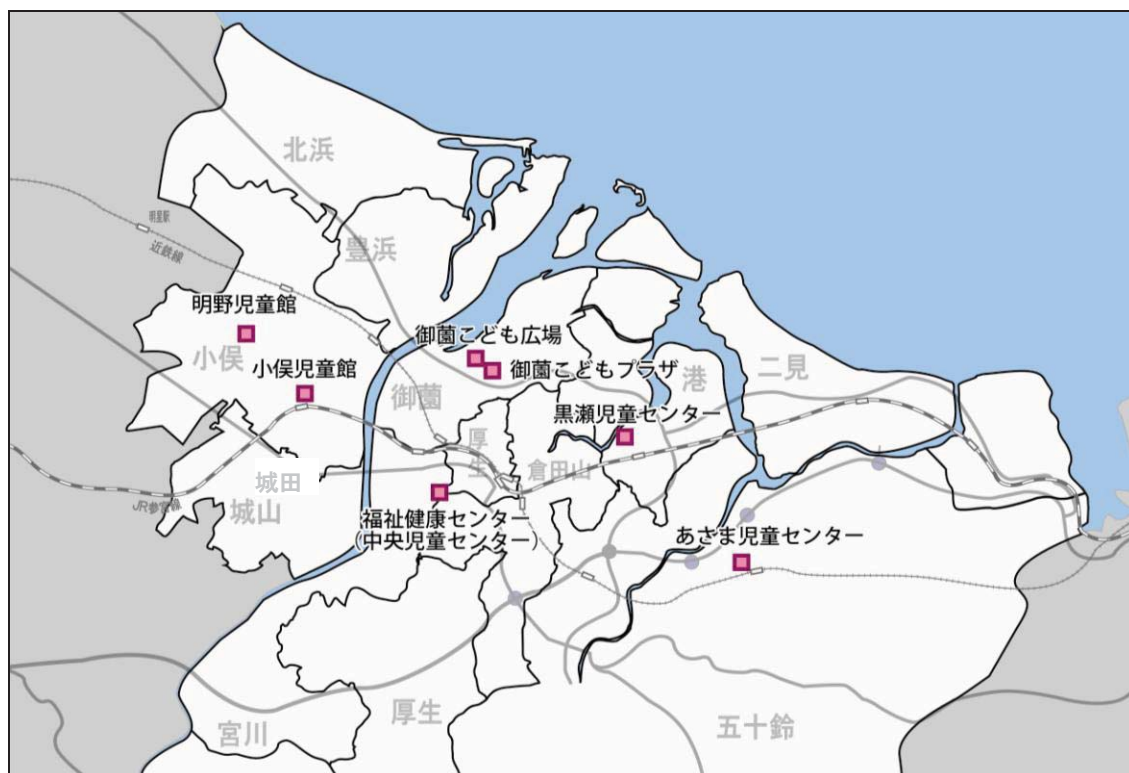 北浜
明星駅
近鉄線
豊浜
明野児童館
小俣
小俣児童館
御薗こども広場
御薗こどもプラザ
御薗
港
二見
黒瀬児童センター
厚生
倉田山
城田
城山
JR参宮線
福祉健康センター
(中央児童センター)
あさま児童センター
宮川
厚生
五十鈴